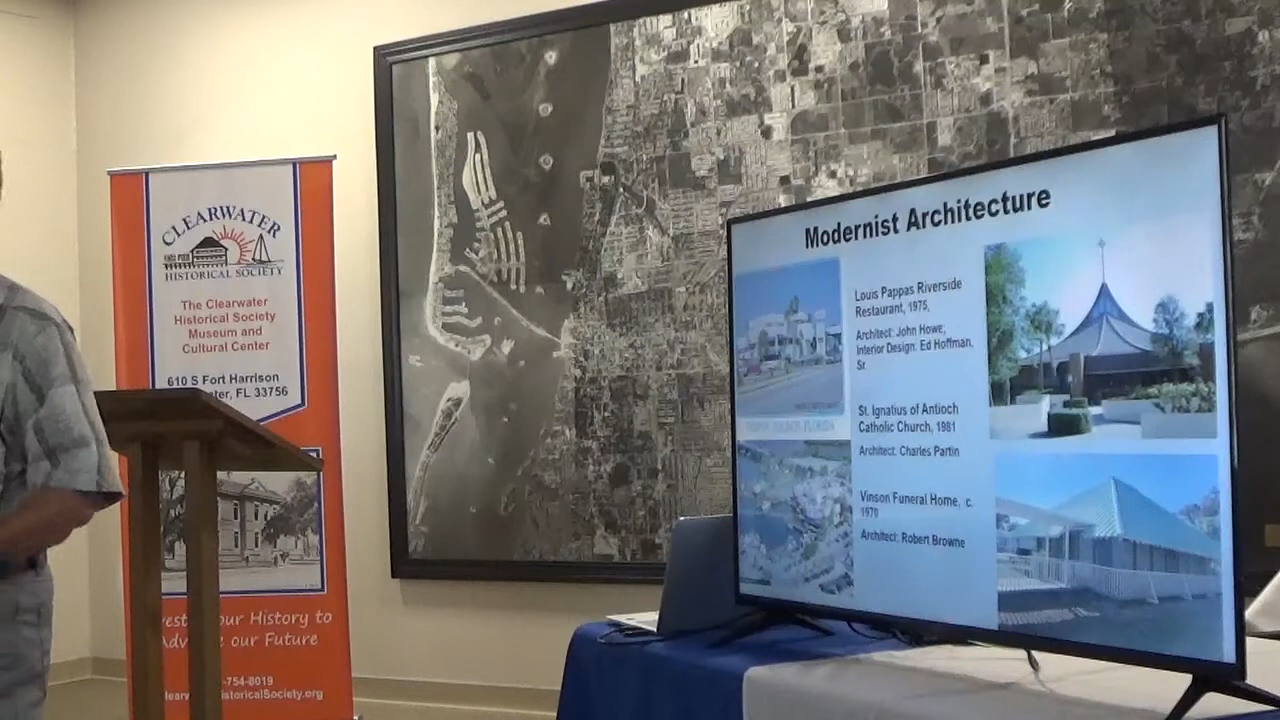 CLEARWATER
HISTORICAL SOCIETY
The Clearwater
Historical Society
Museum and
Cultural Center
610 S Fort Harrison
ter, FL 33756
our History to
our Future
-754-8019
istoricalSociety.org
Modernist Architecture
Louis Pappas Riverside
Restaurant, 1975,
Architect: John Howe;
Interior Design: Ed Hoffman,
Sr
St. Ignatius of Antioch
Catholic Church, 1981
Architect: Charles Partin
Vinson Funeral Home, c.
1970
Architect: Robert Browne